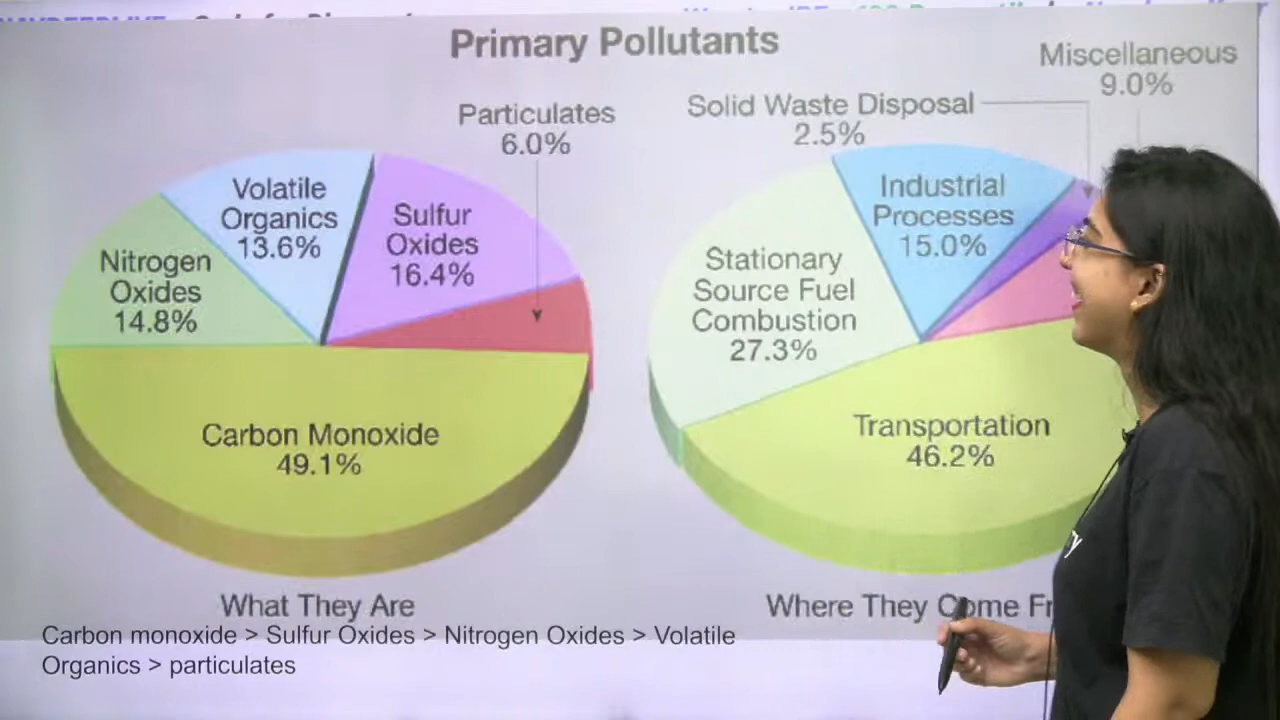 Primary Pollutants
Particulates
6.0%
Volatile
Organics
13.6%
Sulfur
Oxides
16.4%
Nitrogen
Oxides
14.8%
Carbon Monoxide
49.1%
What They Are
Miscellaneous
9.0%
Solid Waste Disposal
2.5%
Industrial
Processes
15.0%
Stationary
Source Fuel
Combustion
27.3%
Transportation
46.2%
Where They Come
Carbon monoxide > Sulfur Oxides > Nitrogen Oxides > Volatile
Organics > particulates